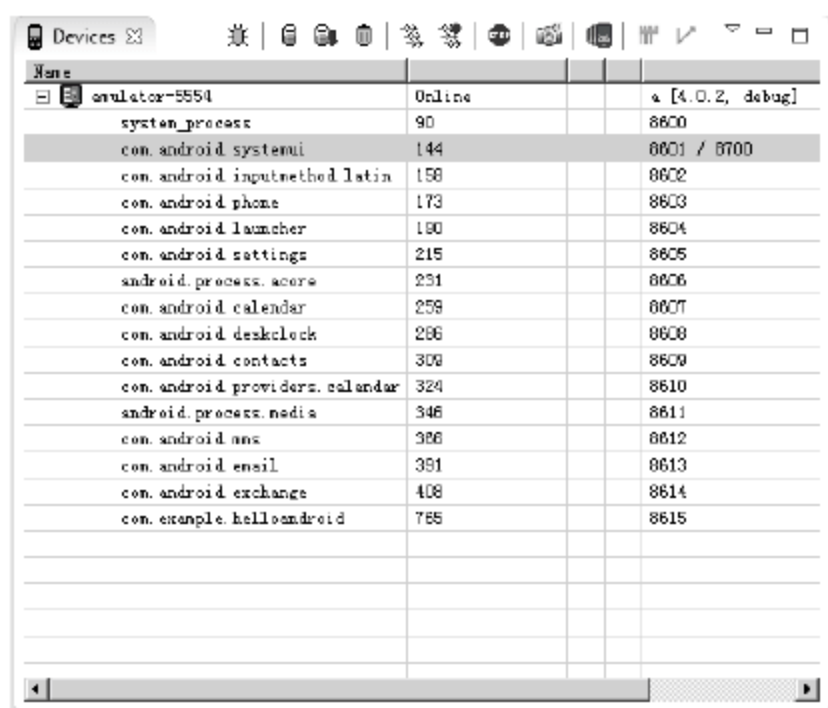 Devices
Name
emulator-5554 Online a [4.0.2, debug]
system_process 90 8600
com.android.systemui 144 8601 / 8700
com.android.inputmethod.latin 158 8602
com.android.phone 173 8603
com.android.launcher 190 8604
com.android.settings 215 8605
android.process.acore 231 8606
com.android.calendar 259 8607
com.android.deskclock 286 8608
com.android.contacts 309 8609
com.android.providers.calendar 324 8610
android.process.media 346 8611
com.android.mms 366 8612
com.android.email 391 8613
com.android.exchange 408 8614
com.example.helloandroid 765 8615